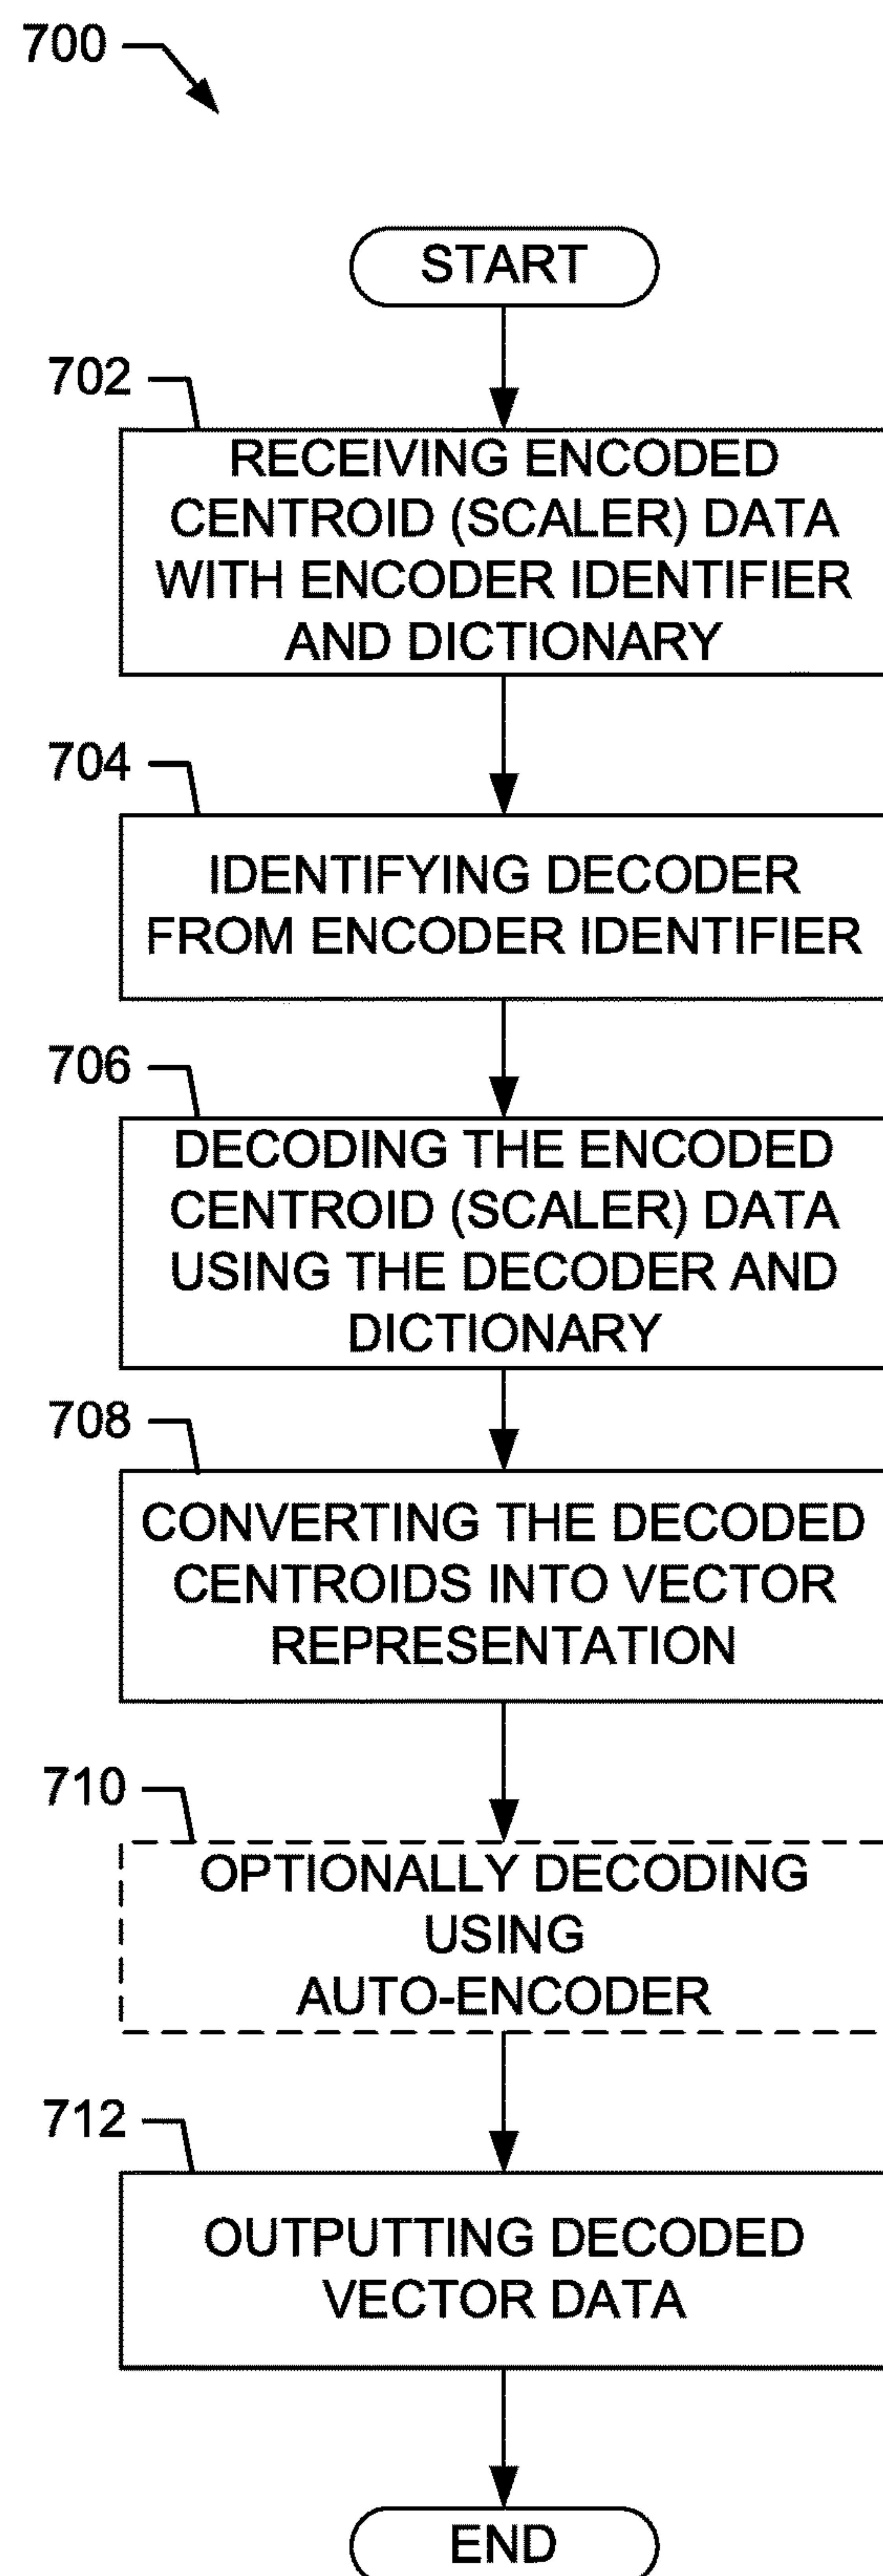 700
START
702
RECEIVING ENCODED
CENTROID (SCALER) DATA
WITH ENCODER IDENTIFIER
AND DICTIONARY
704
IDENTIFYING DECODER
FROM ENCODER IDENTIFIER
706
DECODING THE ENCODED
CENTROID (SCALER) DATA
USING THE DECODER AND
DICTIONARY
708
CONVERTING THE DECODED
CENTROIDS INTO VECTOR
REPRESENTATION
710
OPTIONALLY DECODING
USING
AUTO-ENCODER
712
OUTPUTTING DECODED
VECTOR DATA
END